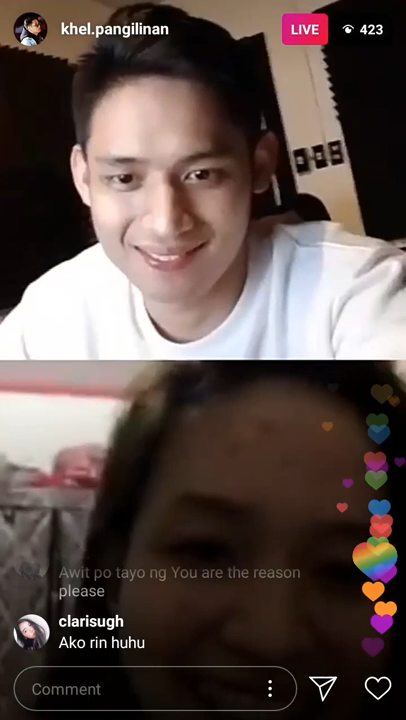 khel.pangilinan
LIVE
423
Awit po tayo ng You are the reason
please
clarisugh
Ako rin huhu
Comment